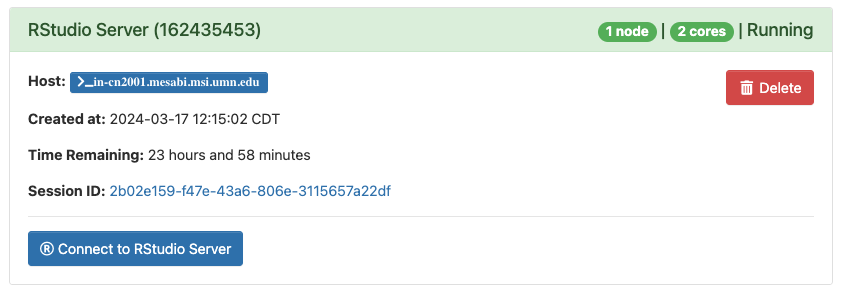 RStudio Server (162435453) 1 node | 2 cores | Running
Host: >_in-cn2001.mesabi.msi.umn.edu
Delete
Created at: 2024-03-17 12:15:02 CDT
Time Remaining: 23 hours and 58 minutes
Session ID: 2b02e159-f47e-43a6-806e-3115657a22df
® Connect to RStudio Server